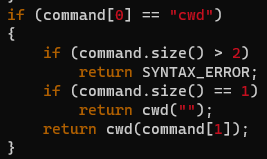 if (command[0] == "cwd")
{
    if (command.size() > 2)
        return SYNTAX_ERROR;
    if (command.size() == 1)
        return cwd("");
    return cwd(command[1]);
}